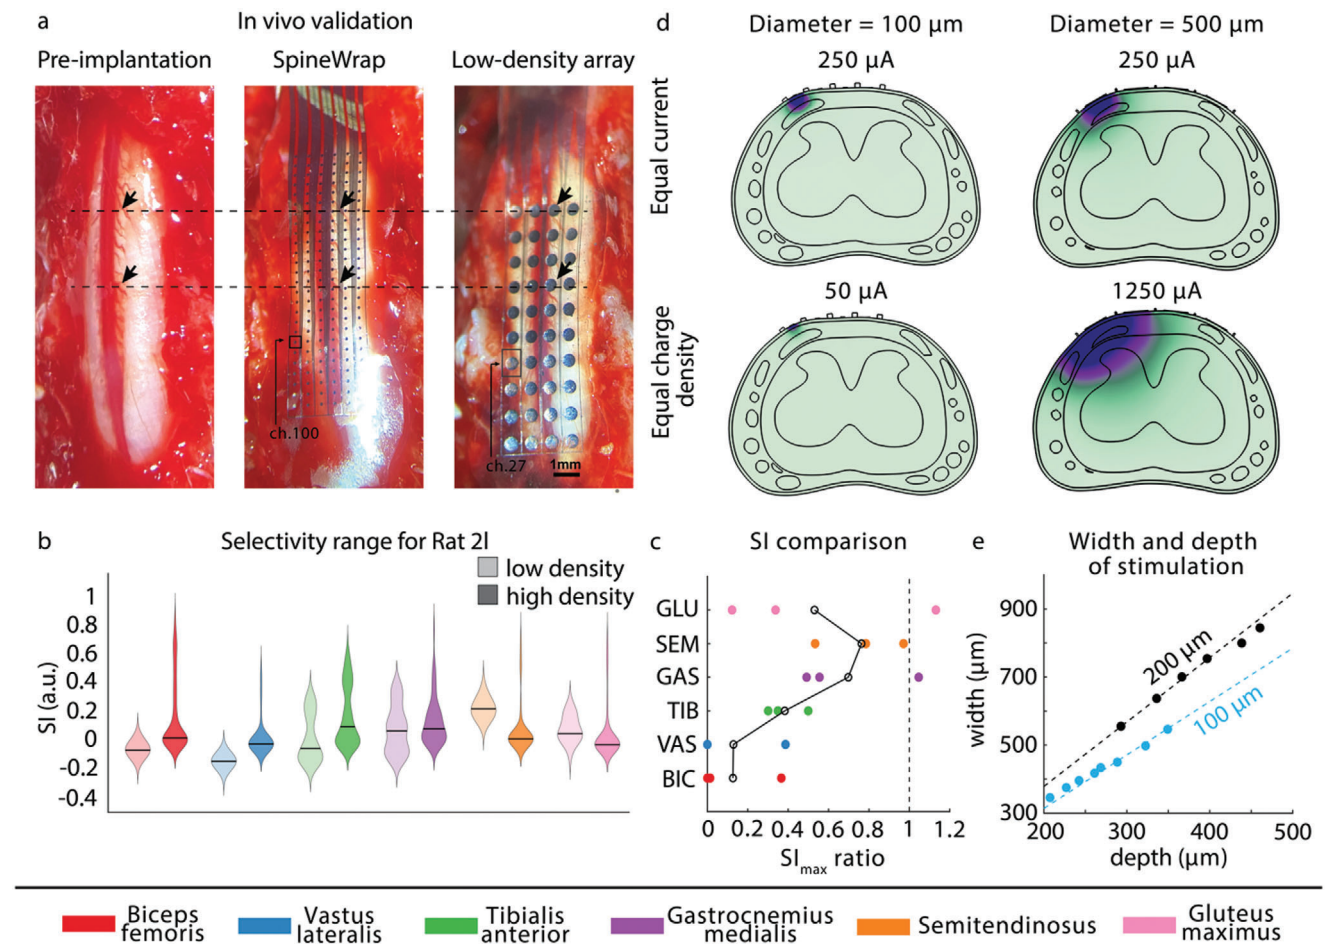 a
In vivo validation
Pre-implantation
SpineWrap
Low-density array
ch.100
ch.27
1mm
d
Diameter = 100 µm
Diameter = 500 µm
250 µA
250 µA
Equal current
50 µA
1250 µA
Equal charge
density
b
Selectivity range for Rat 2l
low density
high density
SI (a.u.)
1
0.8
0.6
0.4
0.2
0
-0.2
-0.4
c
SI comparison
GLU
SEM
GAS
TIB
VAS
BIC
0
0.2
0.4
0.6
0.8
1
1.2
SImax ratio
e
Width and depth
of stimulation
width (µm)
900
700
500
300
200 µm
100 µm
200
300
400
500
depth (µm)
Biceps
femoris
Vastus
lateralis
Tibialis
anterior
Gastrocnemius
medialis
Semitendinosus
Gluteus
maximus